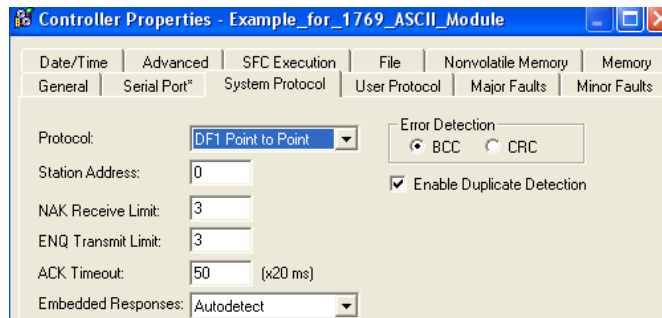 Controller Properties - Example_for_1769_ASCII_Module
Date/Time Advanced SFC Execution File Nonvolatile Memory Memory
General Serial Port* System Protocol User Protocol Major Faults Minor Faults
Protocol: DF1 Point to Point
Error Detection
BCC CRC
Station Address: 0
Enable Duplicate Detection
NAK Receive Limit: 3
ENQ Transmit Limit: 3
ACK Timeout: 50 (x20 ms)
Embedded Responses: Autodetect